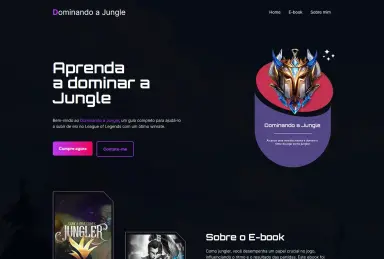 Dominando a Jungle
Home
E-book
Sobre mim
Aprenda
a dominar a
Jungle
Bem-vindo ao Dominando a Jungle, um guia completo para ajudá-lo
a subir de elo no League of Legends com um ótimo winrate.
Compre agora
Contate-me
Dominando a Jungle
JUNGLER
Sobre o E-book
Como jungler, você desempenha um papel crucial no jogo,
influenciando o ritmo e o resultado das partidas. Este ebook foi